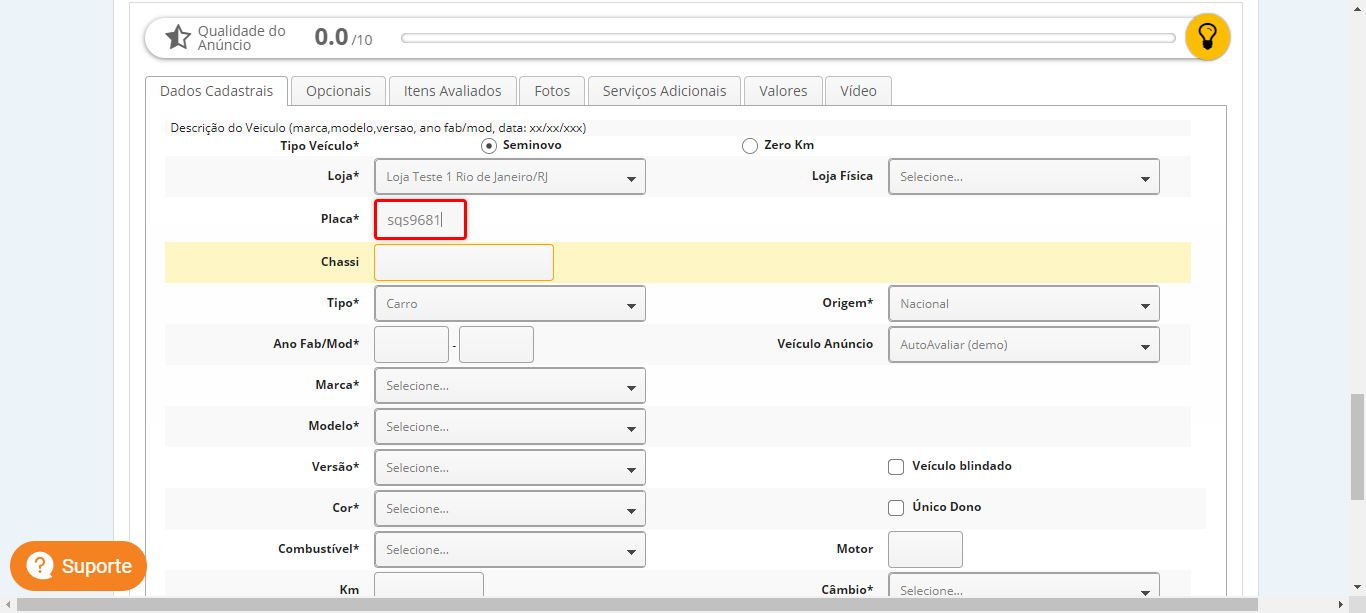 Qualidade do
Anúncio
0.0 /10
Dados Cadastrais Opcionais Itens Avaliados Fotos Serviços Adicionais Valores Vídeo
Descrição do Veiculo (marca,modelo,versao, ano fab/mod, data: xx/xx/xxx)
Tipo Veículo* Seminovo Zero Km
Loja* Loja Teste 1 Rio de Janeiro/RJ Loja Física Selecione...
Placa* sqs9681
Chassi
Tipo* Carro Origem* Nacional
Ano Fab/Mod* - Veículo Anúncio AutoAvaliar (demo)
Marca* Selecione...
Modelo* Selecione...
Versão* Selecione... Veículo blindado
Cor* Selecione... Único Dono
Combustível* Selecione... Motor
Km Câmbio* Selecione...
? Suporte